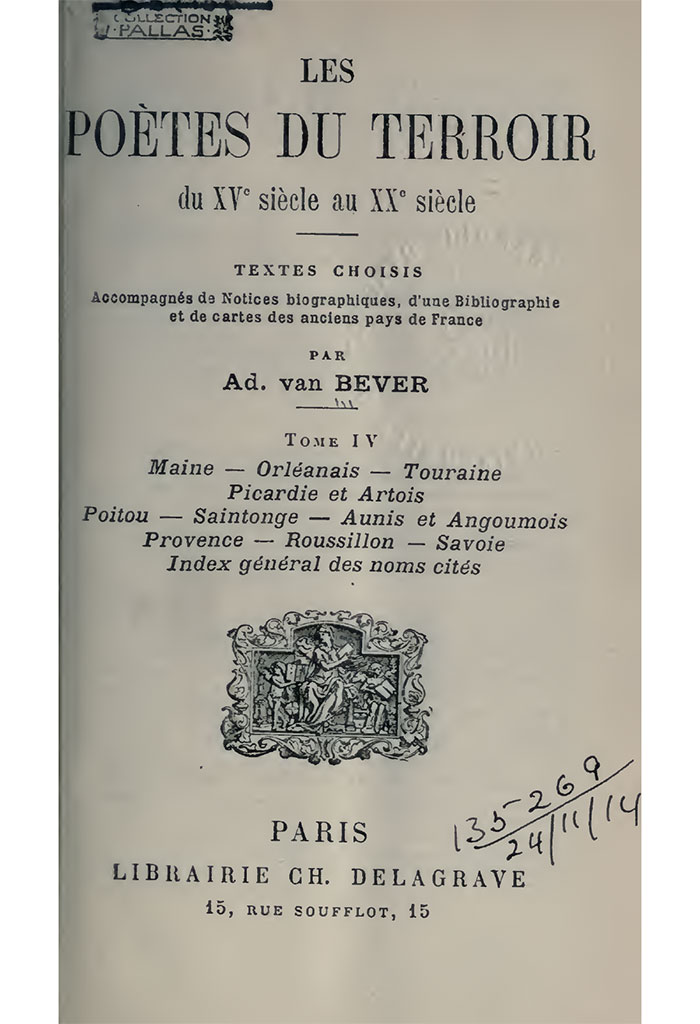 COLLECTION
PALLAS
LES
POÈTES DU TERROIR
du XVe siècle au XXe siècle
TEXTES CHOISIS
Accompagnés de Notices biographiques, d'une Bibliographie
et de cartes des anciens pays de France
PAR
Ad. van BEVER
TOME IV
Maine — Orléanais — Touraine
Picardie et Artois
Poitou — Saintonge — Aunis et Angoumois
Provence — Roussillon — Savoie
Index général des noms cités
135269
24/11/14
PARIS
LIBRAIRIE CH. DELAGRAVE
15, RUE SOUFFLOT, 15